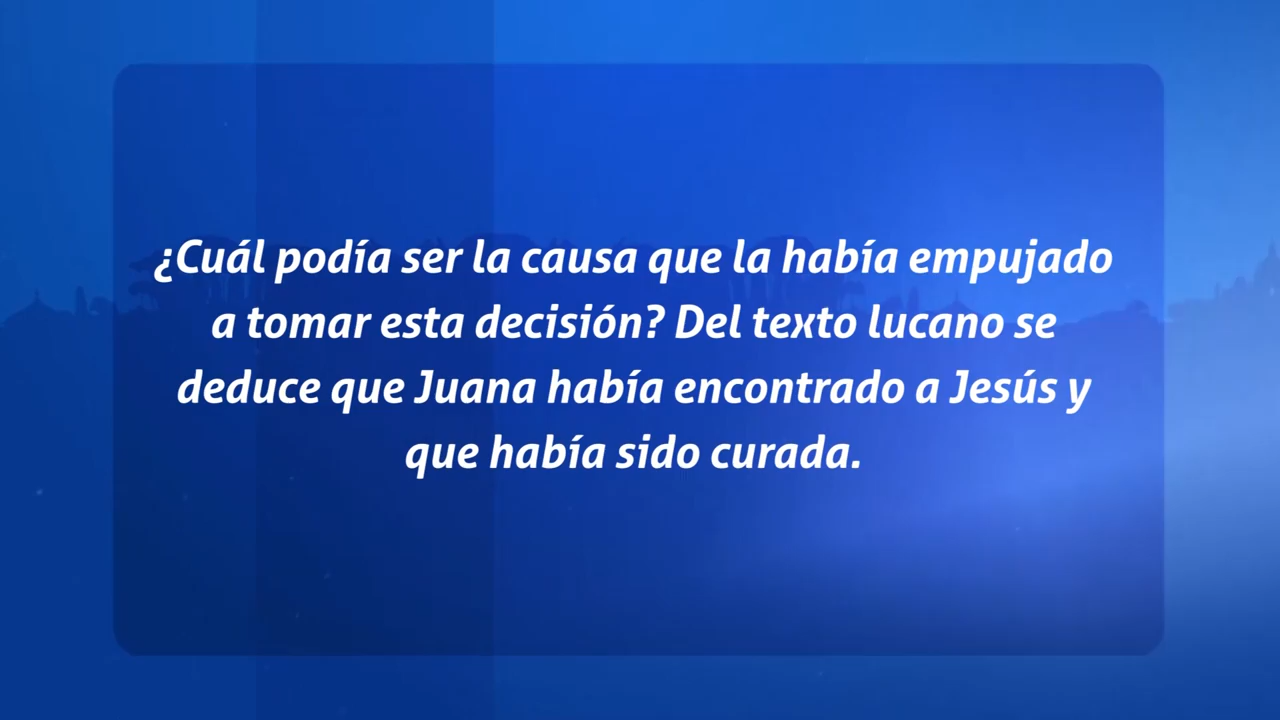 ¿Cuál podía ser la causa que la había empujado
a tomar esta decisión? Del texto lucano se
deduce que Juana había encontrado a Jesús y
que había sido curada.